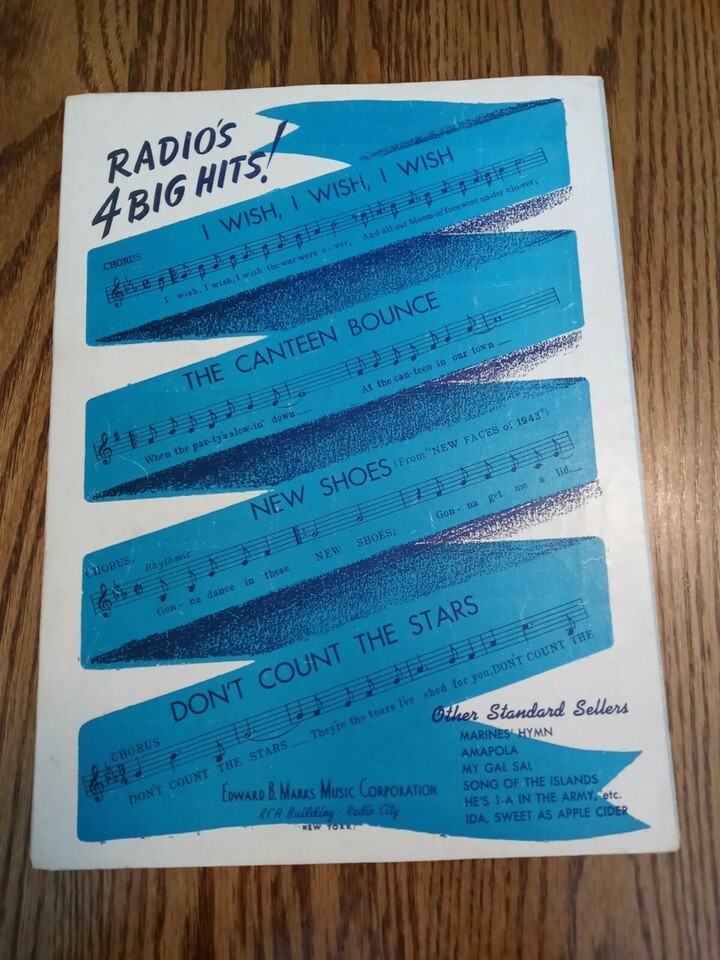 RADIO'S
4 BIG HITS!
I WISH, I WISH, I WISH
CHORUS
I wish, I wish, I wish the war were o - ver, And all our bloom-in' foes were un-der clo-ver,
THE CANTEEN BOUNCE
When the par-ty's slow-in' down At the can-teen in our town
NEW SHOES (From "NEW FACES of 1943")
CHORUS. Rhythmic
Gon - na dance in these NEW SHOES; Gon - na get me a lid,
DON'T COUNT THE STARS
CHORUS
DON'T COUNT THE STARS They're the tears I've shed for you, DON'T COUNT THE
Other Standard Sellers
MARINES' HYMN
AMAPOLA
MY GAL SAL
SONG OF THE ISLANDS
HE'S 1-A IN THE ARMY, etc.
IDA, SWEET AS APPLE CIDER
EDWARD B. MARKS MUSIC CORPORATION
RCA Building - Radio City
NEW YORK